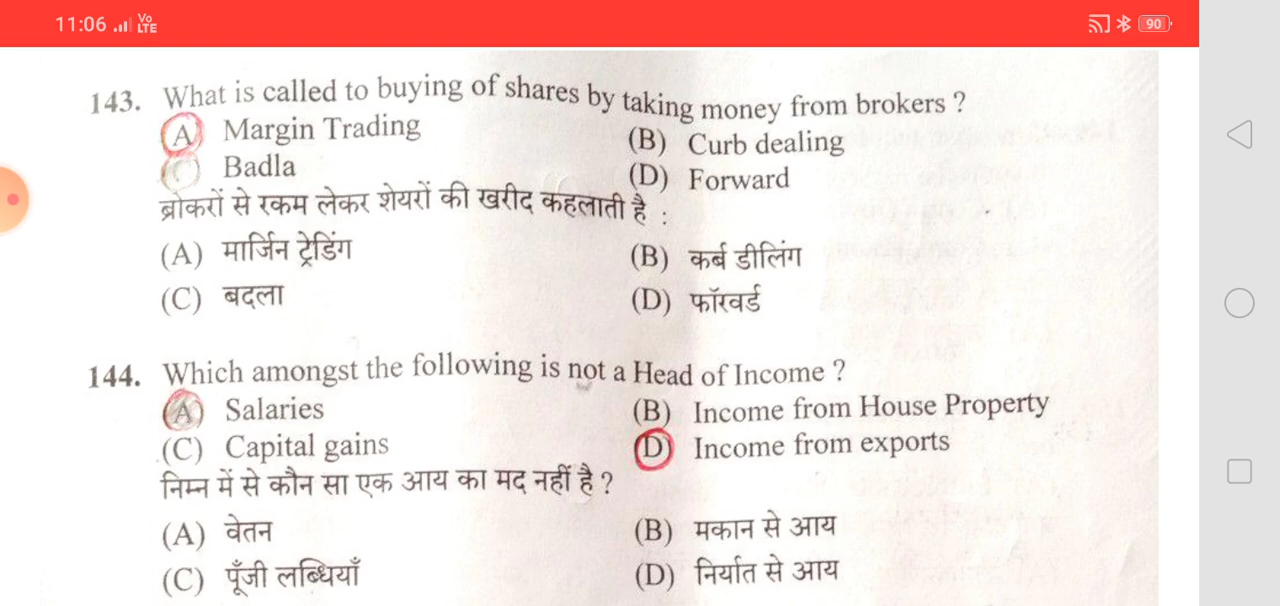 11:06 Vo LTE 90
143. What is called to buying of shares by taking money from brokers ?
(A) Margin Trading (B) Curb dealing
(C) Badla (D) Forward
ब्रोकरों से रकम लेकर शेयरों की खरीद कहलाती है :
(A) मार्जिन ट्रेडिंग (B) कर्ब डीलिंग
(C) बदला (D) फॉरवर्ड
144. Which amongst the following is not a Head of Income ?
(A) Salaries (B) Income from House Property
(C) Capital gains (D) Income from exports
निम्न में से कौन सा एक आय का मद नहीं है ?
(A) वेतन (B) मकान से आय
(C) पूँजी लब्धियाँ (D) निर्यात से आय